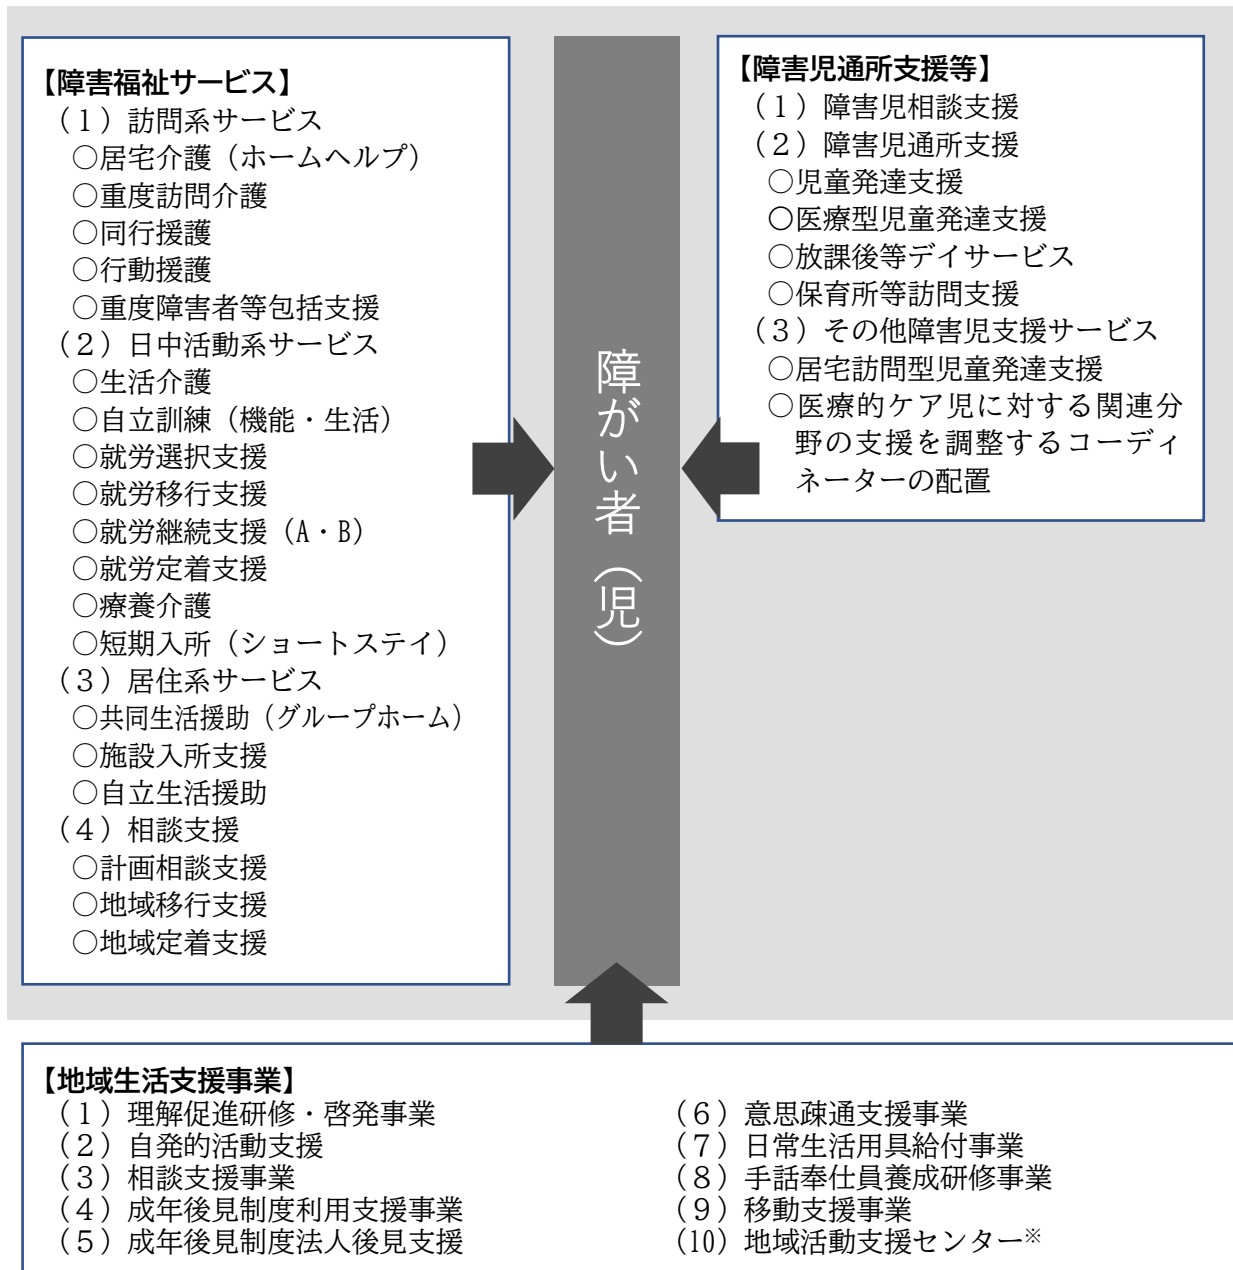 【障害福祉サービス】
（１）訪問系サービス
○居宅介護（ホームヘルプ）
○重度訪問介護
○同行援護
○行動援護
○重度障害者等包括支援
（２）日中活動系サービス
○生活介護
○自立訓練（機能・生活）
○就労選択支援
○就労移行支援
○就労継続支援（A・B）
○就労定着支援
○療養介護
○短期入所（ショートステイ）
（３）居住系サービス
○共同生活援助（グループホーム）
○施設入所支援
○自立生活援助
（４）相談支援
○計画相談支援
○地域移行支援
○地域定着支援
障がい者（児）
【障害児通所支援等】
（１）障害児相談支援
（２）障害児通所支援
○児童発達支援
○医療型児童発達支援
○放課後等デイサービス
○保育所等訪問支援
（３）その他障害児支援サービス
○居宅訪問型児童発達支援
○医療的ケア児に対する関連分
野の支援を調整するコーディ
ネーターの配置
【地域生活支援事業】
（１）理解促進研修・啓発事業
（２）自発的活動支援
（３）相談支援事業
（４）成年後見制度利用支援事業
（５）成年後見制度法人後見支援
（６）意思疎通支援事業
（７）日常生活用具給付事業
（８）手話奉仕員養成研修事業
（９）移動支援事業
（10）地域活動支援センター※